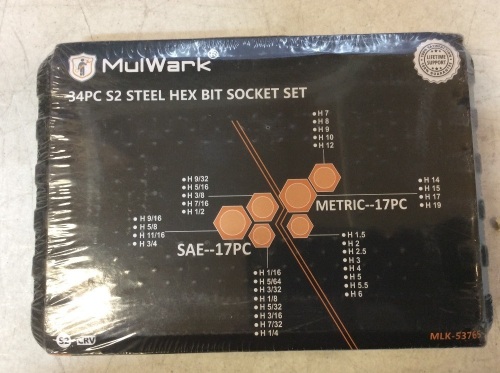 MulWark®
LIFETIME
SUPPORT
34PC S2 STEEL HEX BIT SOCKET SET
H 7
H 8
H 9
H 10
H 12
H 9/32
H 5/16
H 3/8
H 7/16
H 1/2
H 14
H 15
H 17
H 19
METRIC--17PC
H 9/16
H 5/8
H 11/16
H 3/4
SAE--17PC
H 1.5
H 2
H 2.5
H 3
H 4
H 5
H 5.5
H 6
H 1/16
H 5/64
H 3/32
H 1/8
H 5/32
H 3/16
H 7/32
H 1/4